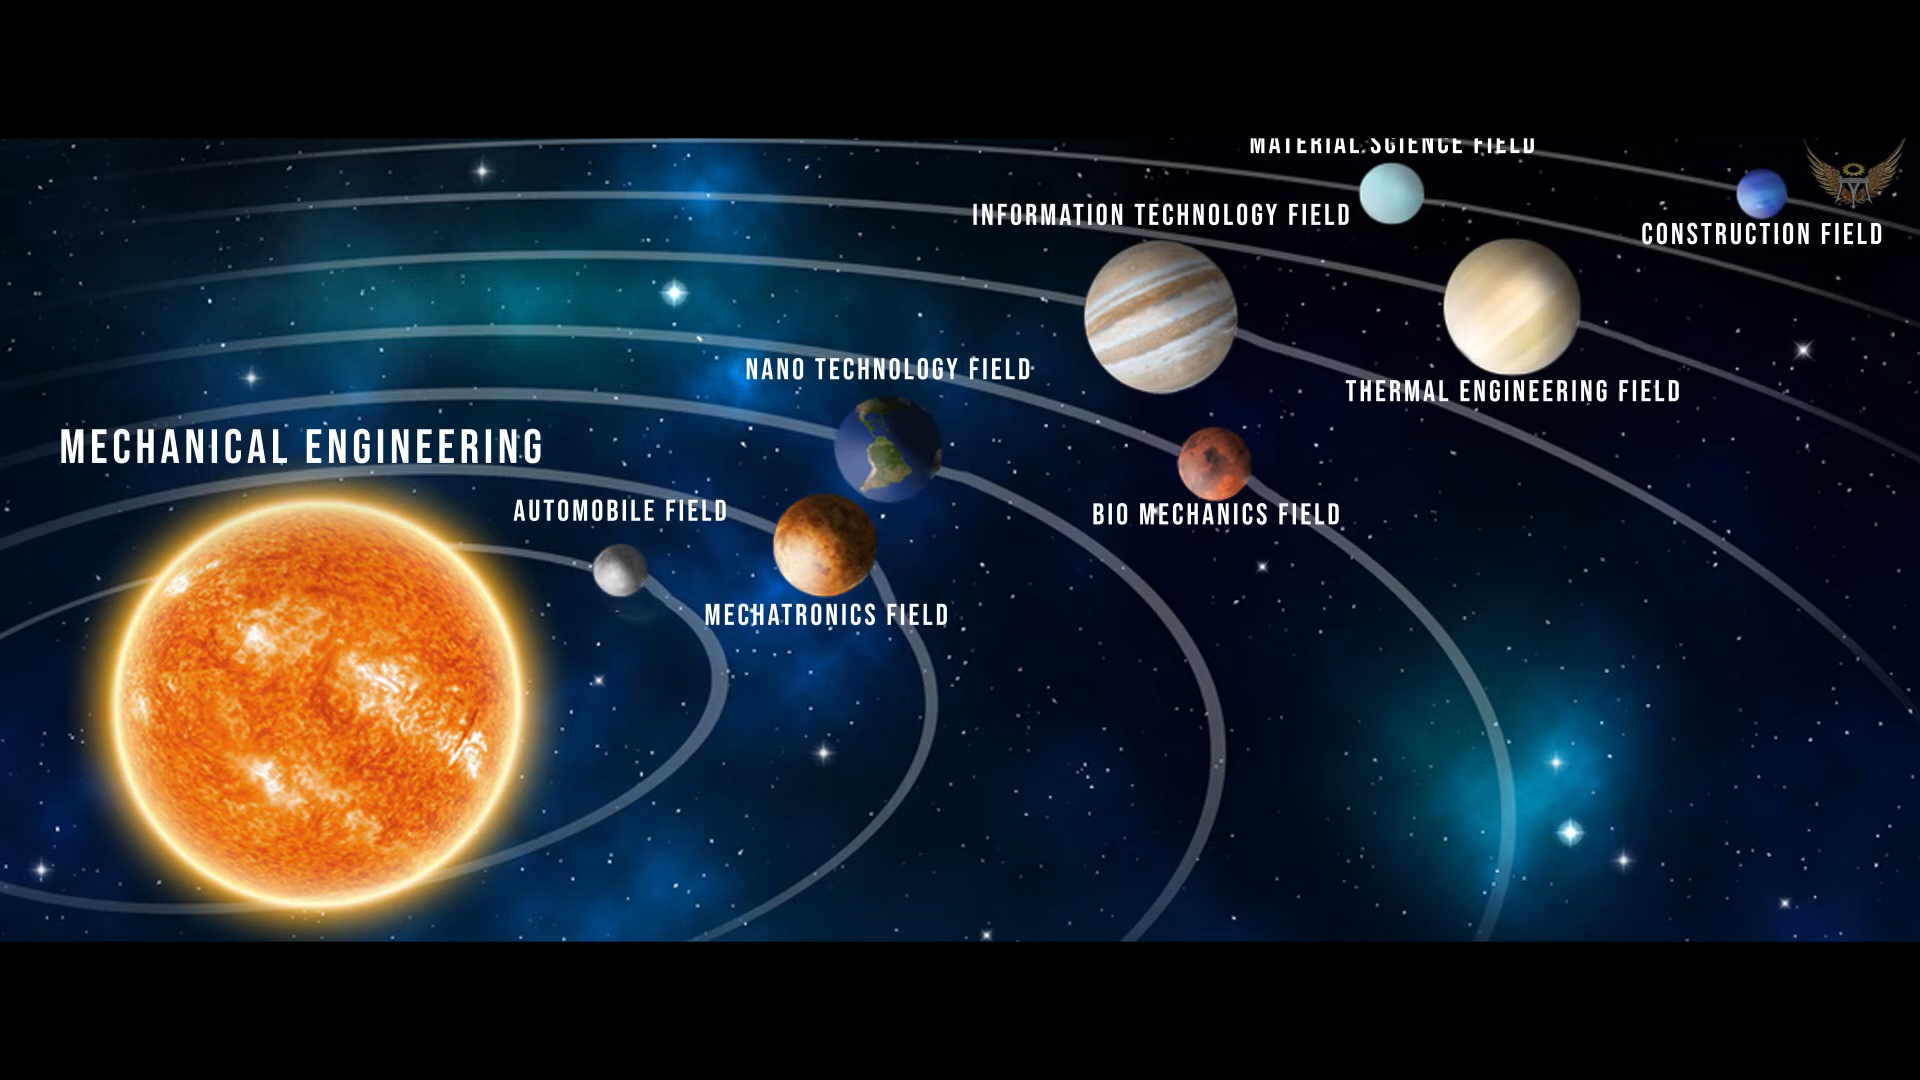 MATERIAL SCIENCE FIELD
INFORMATION TECHNOLOGY FIELD
CONSTRUCTION FIELD
NANO TECHNOLOGY FIELD
THERMAL ENGINEERING FIELD
MECHANICAL ENGINEERING
AUTOMOBILE FIELD
BIO MECHANICS FIELD
MECHATRONICS FIELD